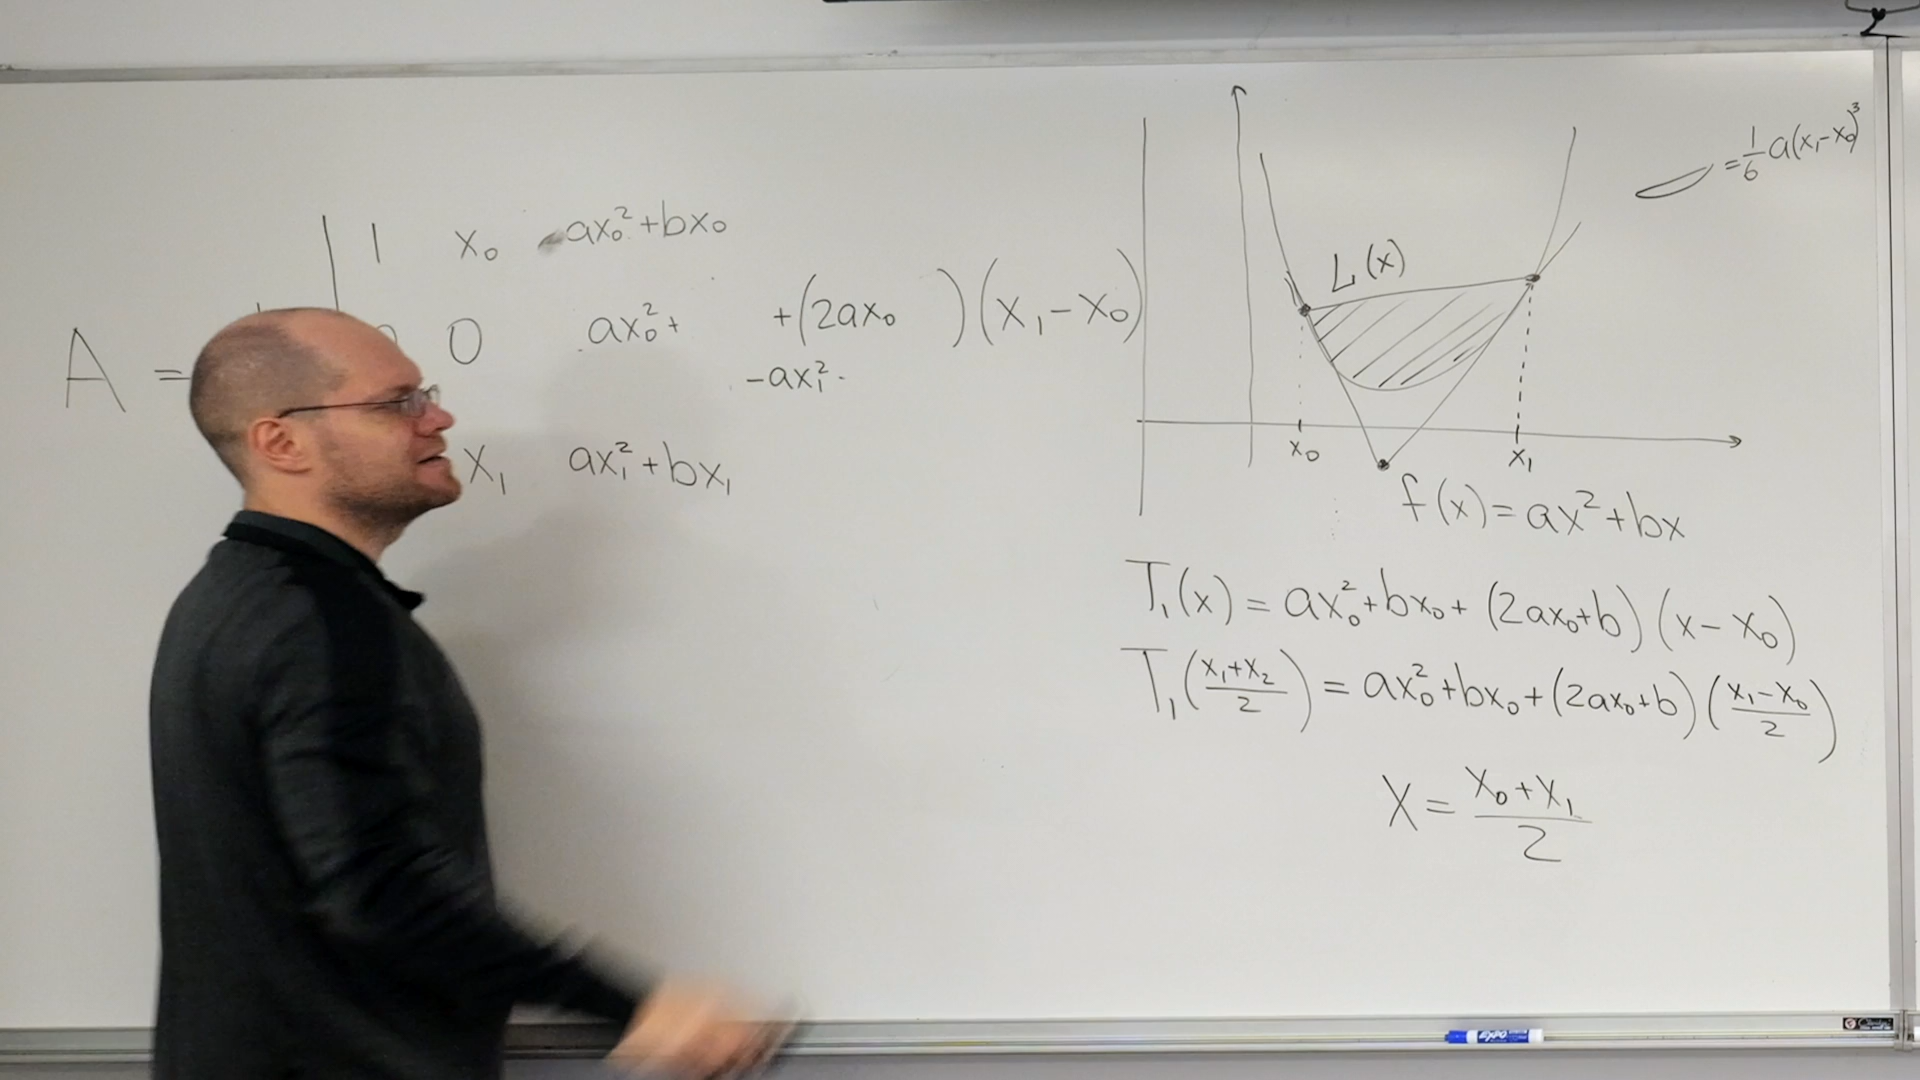 1 x₀ ax₀²+bx₀
0 ax₀²+ +(2ax₀ )(x₁-x₀)
-ax₁²
A =
x₁ ax₁²+bx₁
= 1/6 a(x₁-x₀)³
L(x)
x₀ x₁
f(x)=ax²+bx
T₁(x) = ax₀²+bx₀+ (2ax₀+b)(x-x₀)
T₁((x₁+x₂)/2) = ax₀²+bx₀+(2ax₀+b)((x₁-x₀)/2)
X = (x₀+x₁)/2
EXPO